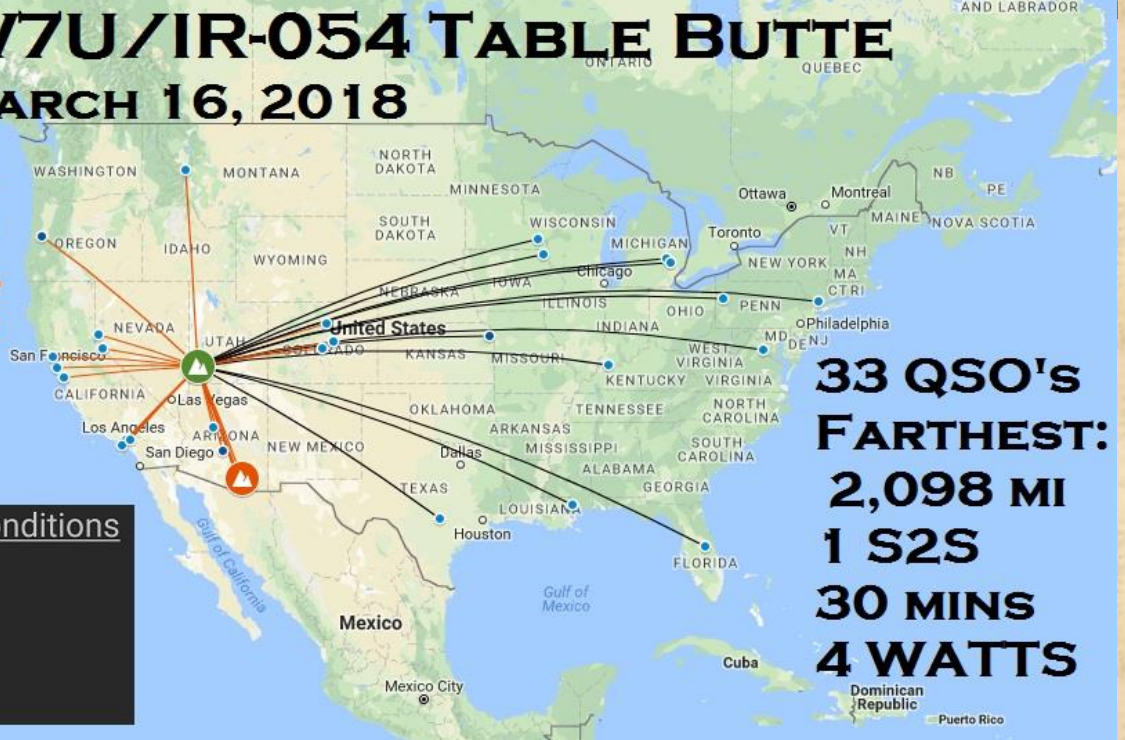 V7U/IR-054 TABLE BUTTE
ARCH 16, 2018
AND LABRADOR
ONTARIO
QUEBEC
WASHINGTON
MONTANA
NORTH DAKOTA
MINNESOTA
Ottawa
Montreal
NB
PE
MAINE
NOVA SCOTIA
OREGON
IDAHO
SOUTH DAKOTA
WISCONSIN
MICHIGAN
Toronto
VT
NH
WYOMING
NEW YORK
MA
CT RI
Chicago
NEBRASKA
IOWA
ILLINOIS
OHIO
PENN
NEVADA
UTAH
United States
INDIANA
Philadelphia
San Francisco
COLORADO
KANSAS
MISSOURI
WEST VIRGINIA
MD
DE
NJ
CALIFORNIA
Las Vegas
KENTUCKY
VIRGINIA
OKLAHOMA
TENNESSEE
NORTH CAROLINA
Los Angeles
ARIZONA
NEW MEXICO
ARKANSAS
San Diego
Dallas
MISSISSIPPI
SOUTH CAROLINA
ALABAMA
TEXAS
GEORGIA
LOUISIANA
Houston
FLORIDA
Gulf of California
Gulf of Mexico
Mexico
Mexico City
Cuba
Dominican Republic
Puerto Rico
33 QSO's
FARTHEST:
2,098 MI
1 S2S
30 MINS
4 WATTS
onditions